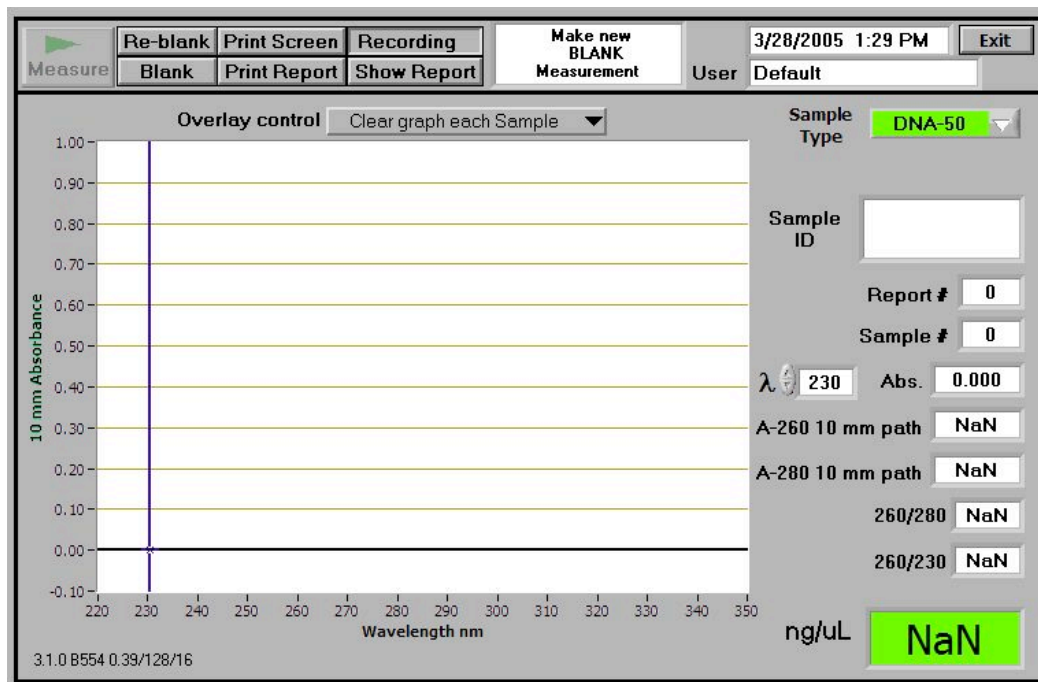 Measure
Re-blank
Print Screen
Recording
Blank
Print Report
Show Report
Make new
BLANK
Measurement
3/28/2005 1:29 PM
Exit
User
Default
Overlay control
Clear graph each Sample
Sample
Type
DNA-50
Sample
ID
Report #
0
Sample #
0
λ
230
Abs.
0.000
A-260 10 mm path
NaN
A-280 10 mm path
NaN
260/280
NaN
260/230
NaN
ng/uL
NaN
10 mm Absorbance
1.00
0.90
0.80
0.70
0.60
0.50
0.40
0.30
0.20
0.10
0.00
-0.10
220 230 240 250 260 270 280 290 300 310 320 330 340 350
Wavelength nm
3.1.0 B554 0.39/128/16